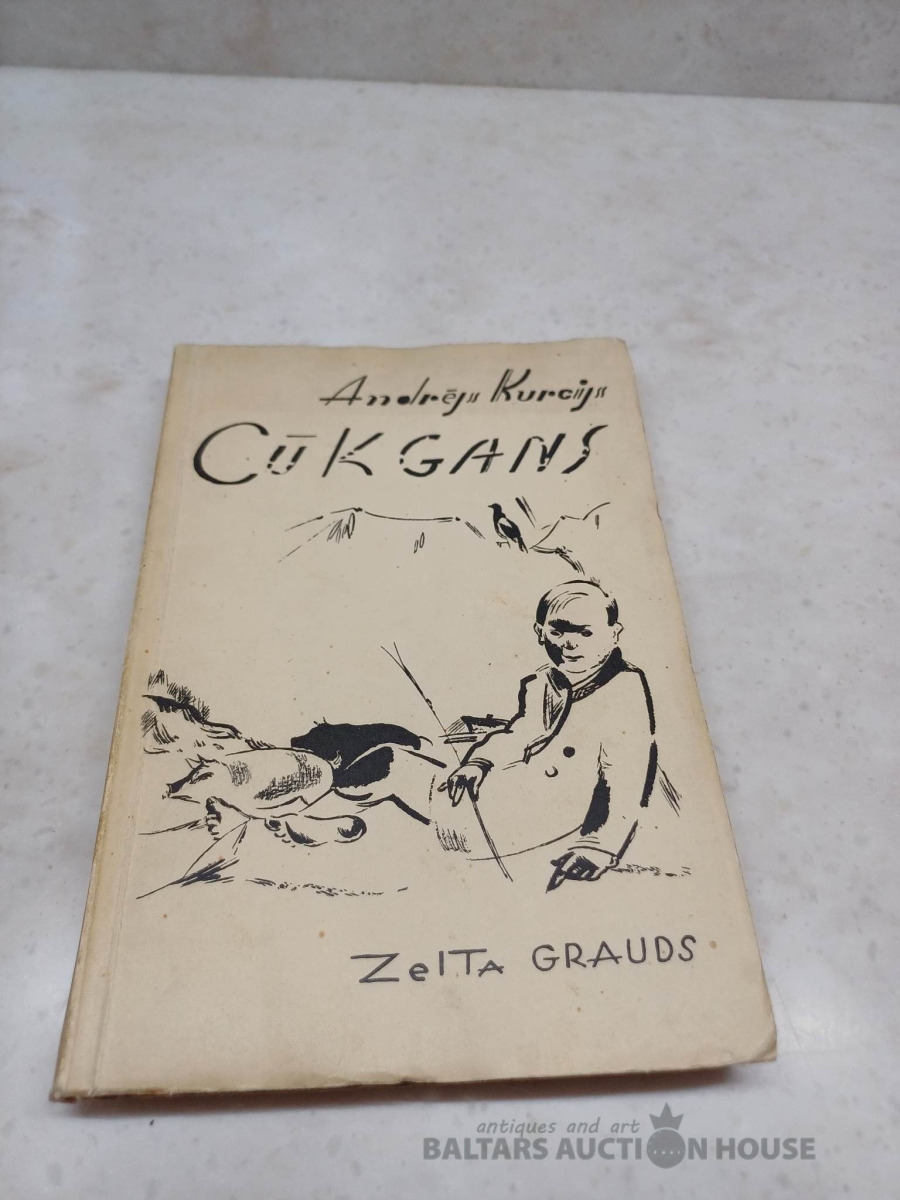 Andrējs Kurcijs
CŪKGANS
ZelTA GRAUDS
antiques and art
BALTARS AUCTION HOUSE